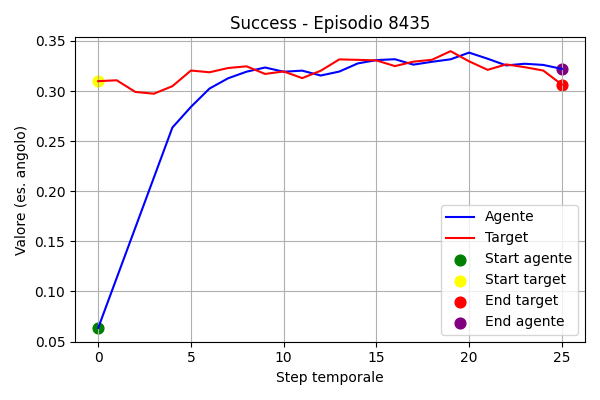 Success - Episodio 8435
Valore (es. angolo)
0.35
0.30
0.25
0.20
0.15
0.10
0.05
0
5
10
15
20
25
Step temporale
Agente
Target
Start agente
Start target
End target
End agente